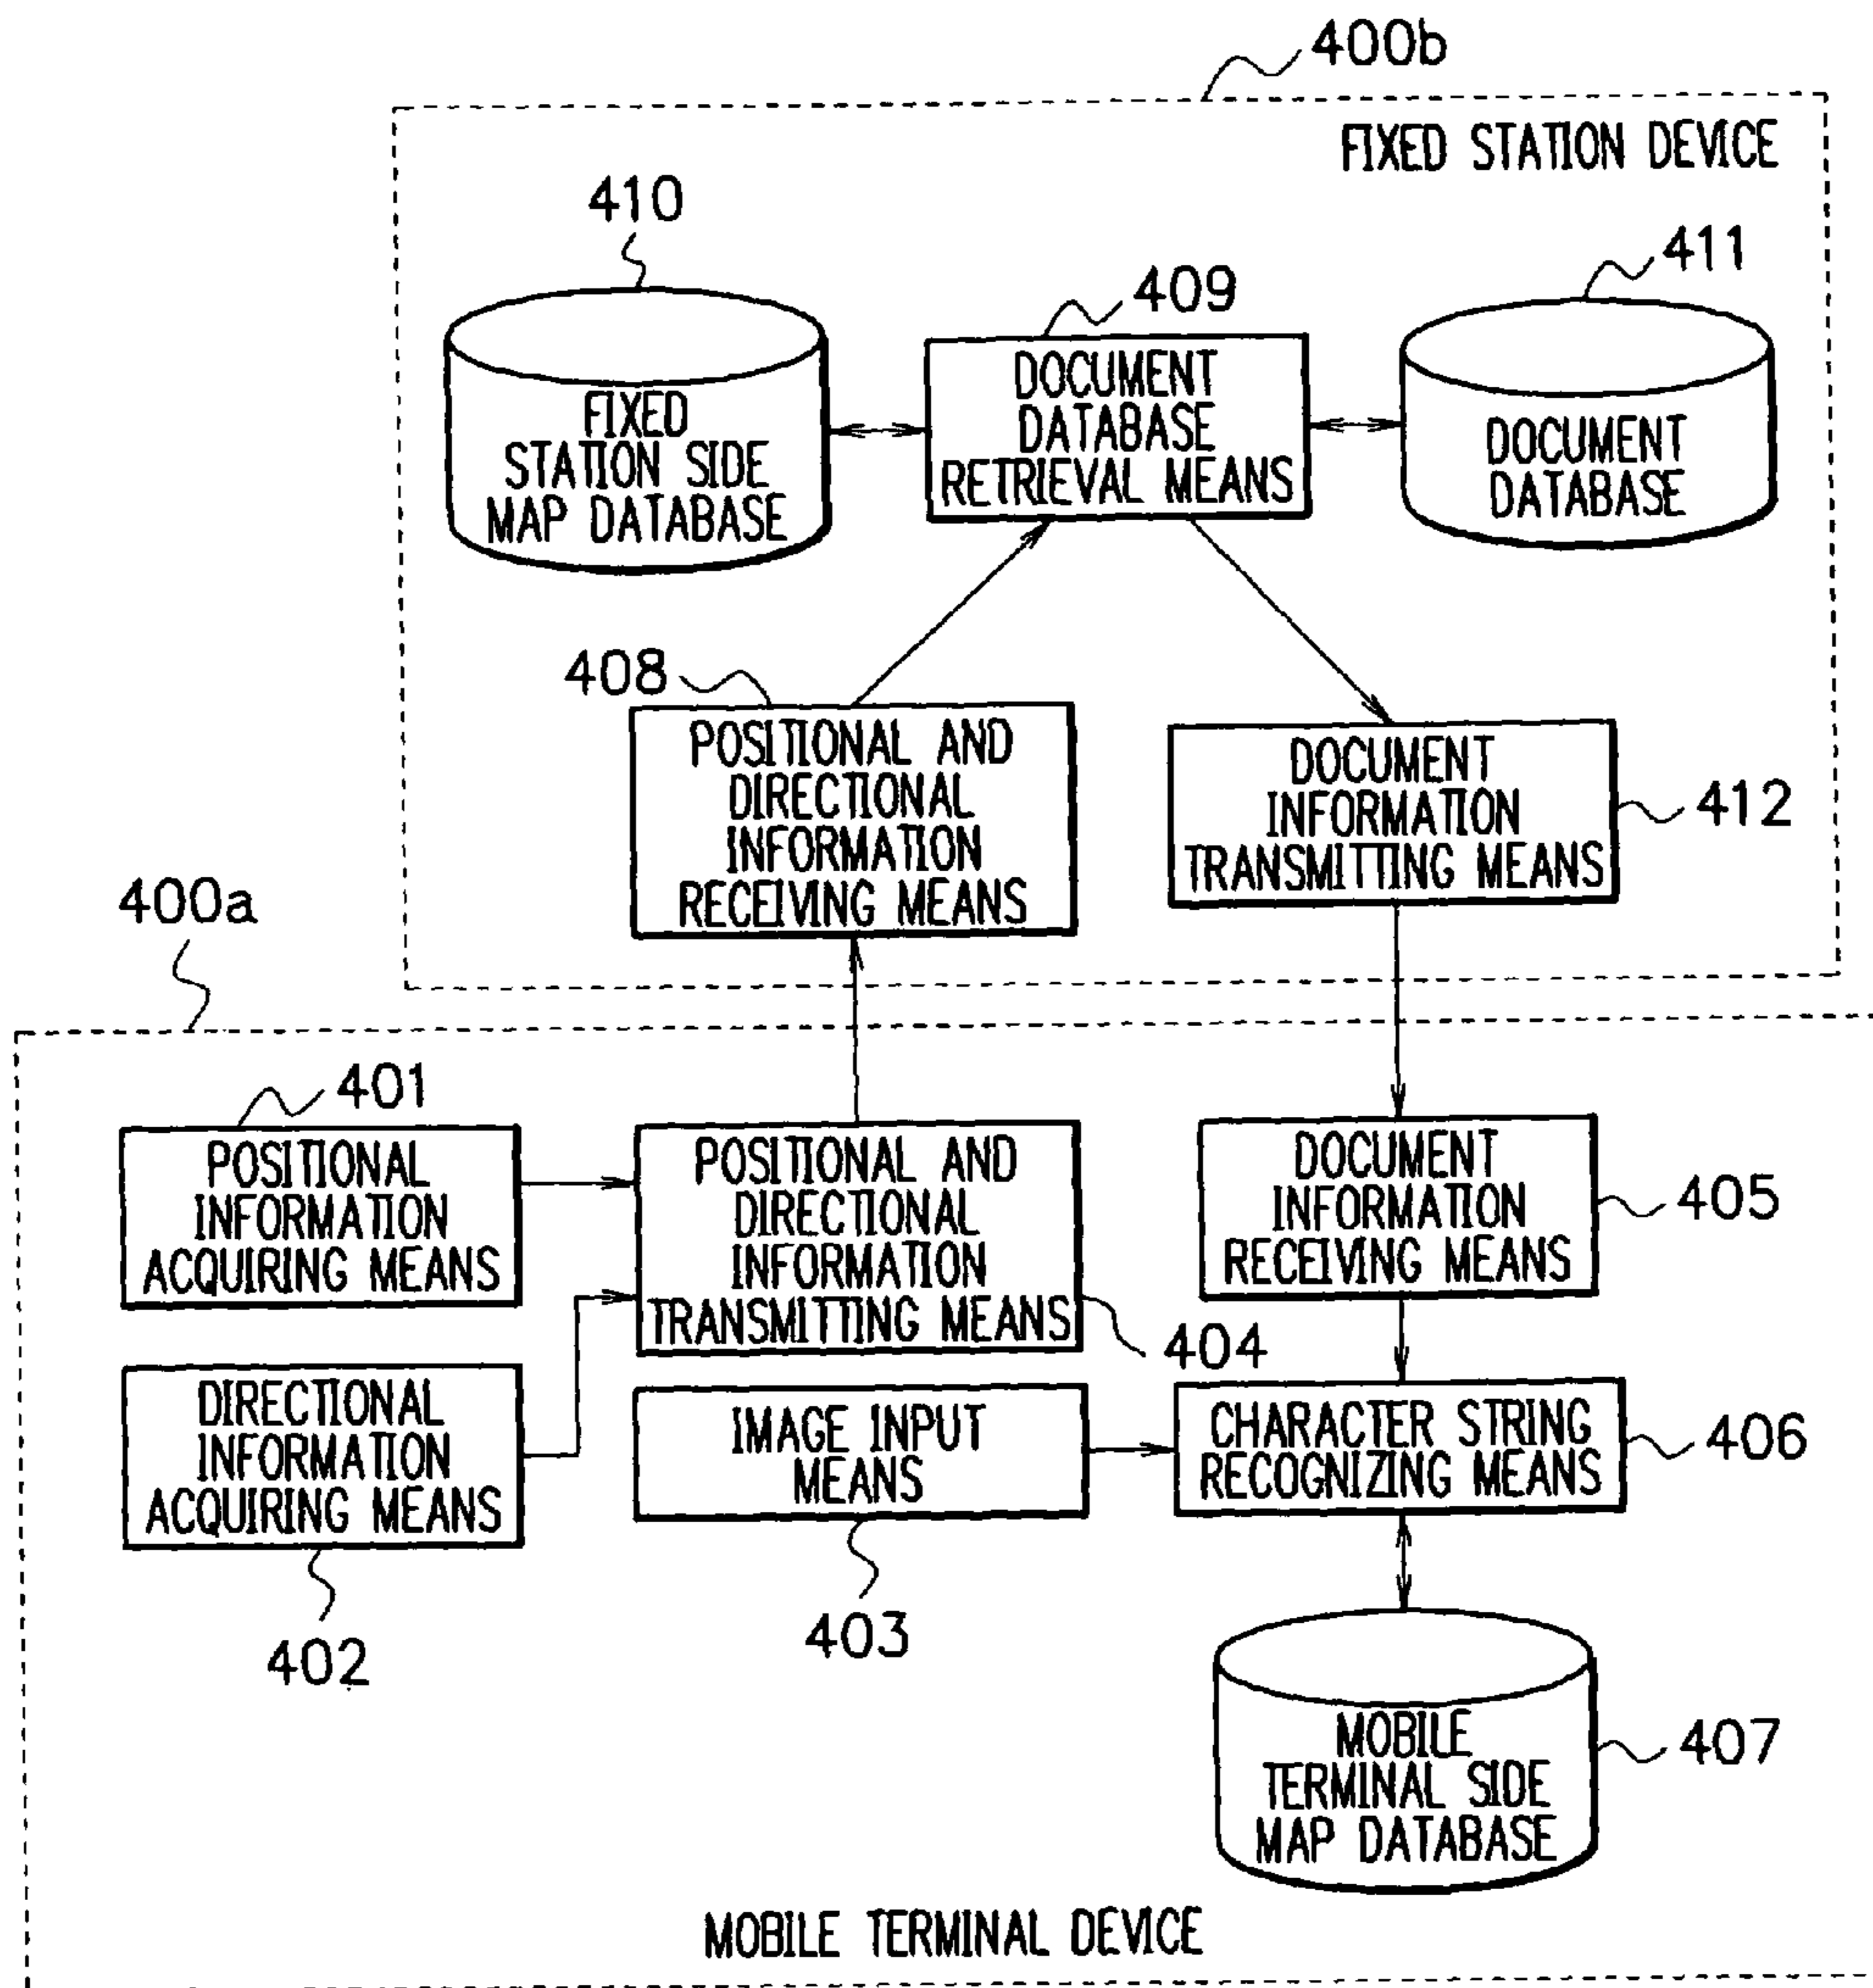 400b
FIXED STATION DEVICE
410
411
409
FIXED
STATION SIDE
MAP DATABASE
DOCUMENT
DATABASE
RETRIEVAL MEANS
DOCUMENT
DATABASE
408
POSITIONAL AND
DIRECTIONAL
INFORMATION
RECEIVING MEANS
DOCUMENT
INFORMATION
TRANSMITTING MEANS
412
400a
401
POSITIONAL
INFORMATION
ACQUIRING MEANS
POSITIONAL AND
DIRECTIONAL
INFORMATION
TRANSMITTING MEANS
404
DOCUMENT
INFORMATION
RECEIVING MEANS
405
DIRECTIONAL
INFORMATION
ACQUIRING MEANS
402
IMAGE INPUT
MEANS
403
CHARACTER STRING
RECOGNIZING MEANS
406
MOBILE
TERMINAL SIDE
MAP DATABASE
407
MOBILE TERMINAL DEVICE